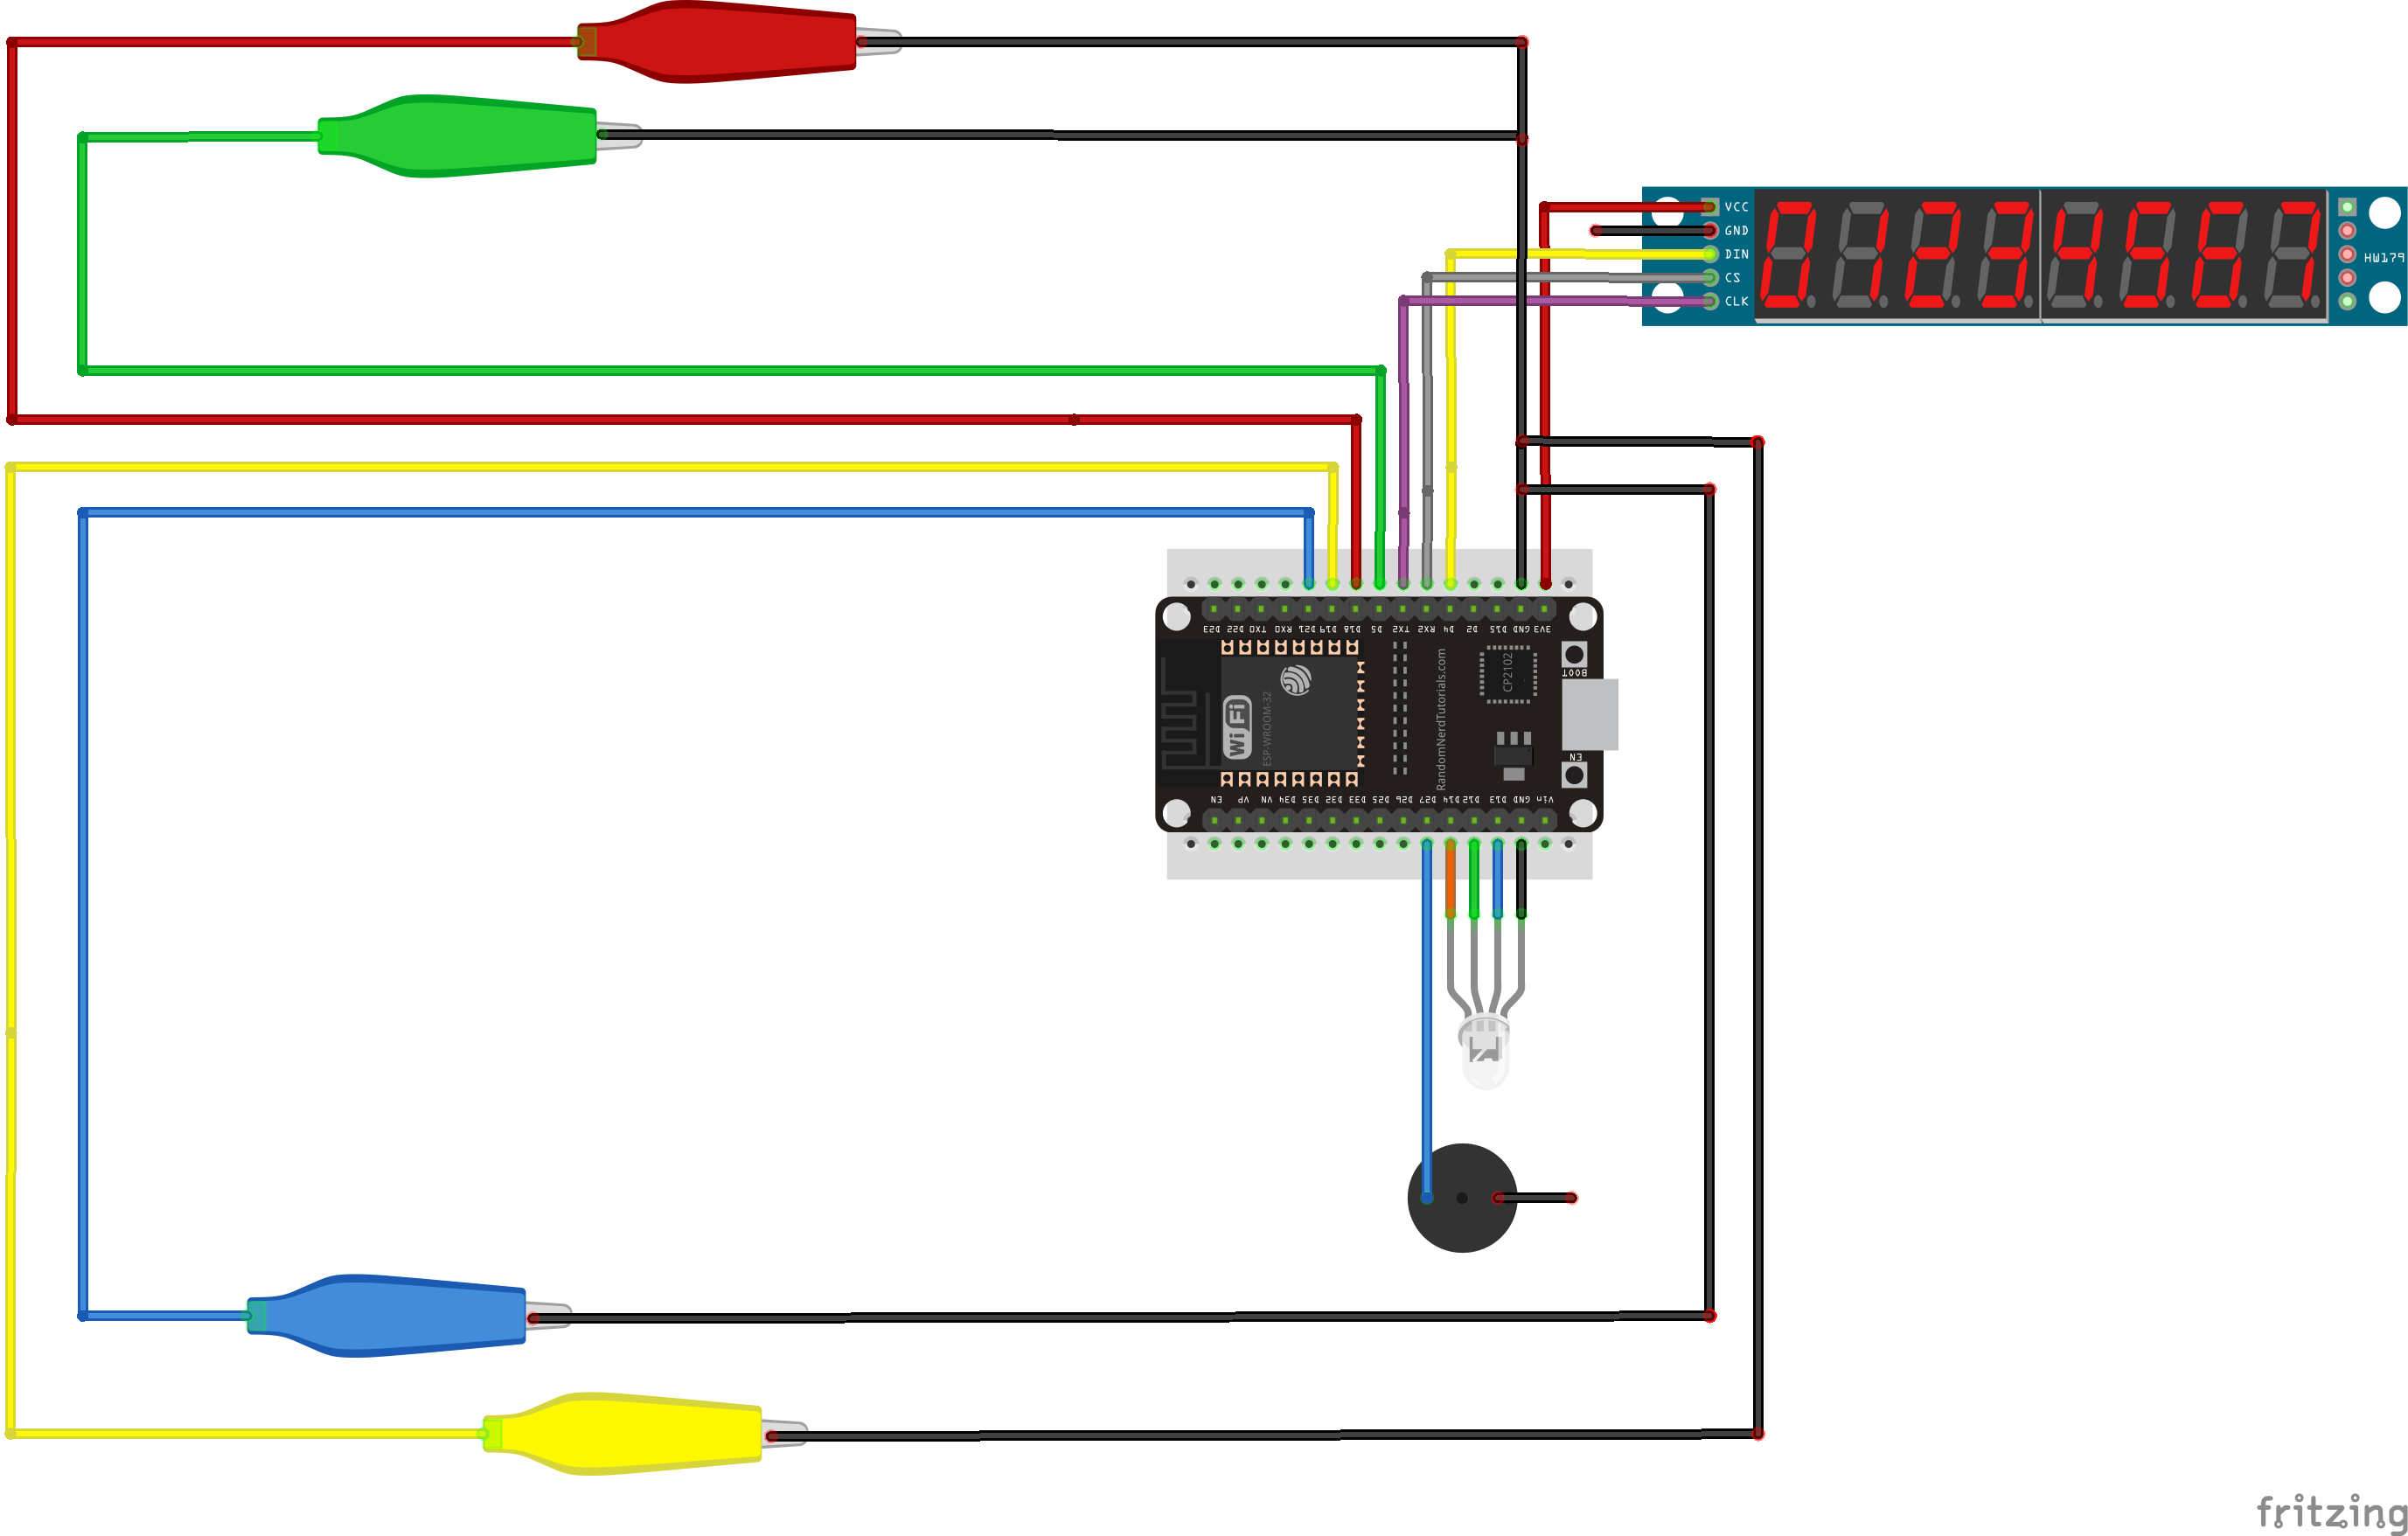 VCC
GND
DIN
CS
CLK
HW179
D23 D22 TX0 RX0 D21 D19 D18 D5 TX2 RX2 D4 D2 D15 GND 3V3
BOOT
CP2102
RandomNerdTutorials.com
WiFi
ESP-WROOM-32
EN
EN VP VN D34 D35 D32 D33 D25 D26 D27 D14 D12 D13 GND Vin
fritzing